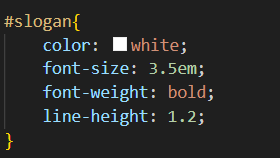 #slogan{
color: white;
font-size: 3.5em;
font-weight: bold;
line-height: 1.2;
}